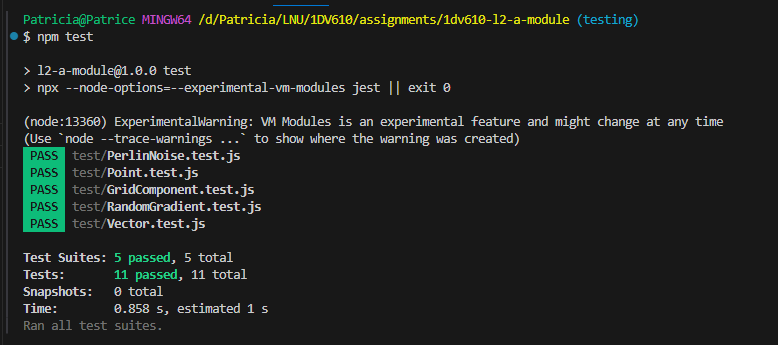 Patricia@Patrice MINGW64 /d/Patricia/LNU/1DV610/assignments/1dv610-l2-a-module (testing)
$ npm test
> l2-a-module@1.0.0 test
> npx --node-options=--experimental-vm-modules jest || exit 0
(node:13360) ExperimentalWarning: VM Modules is an experimental feature and might change at any time
(Use `node --trace-warnings ...` to show where the warning was created)
PASS test/PerlinNoise.test.js
PASS test/Point.test.js
PASS test/GridComponent.test.js
PASS test/RandomGradient.test.js
PASS test/Vector.test.js
Test Suites: 5 passed, 5 total
Tests: 11 passed, 11 total
Snapshots: 0 total
Time: 0.858 s, estimated 1 s
Ran all test suites.